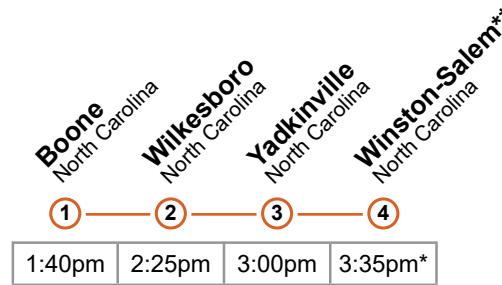 Boone
North Carolina
Wilkesboro
North Carolina
Yadkinville
North Carolina
Winston-Salem**
North Carolina
1 2 3 4
1:40pm 2:25pm 3:00pm 3:35pm*